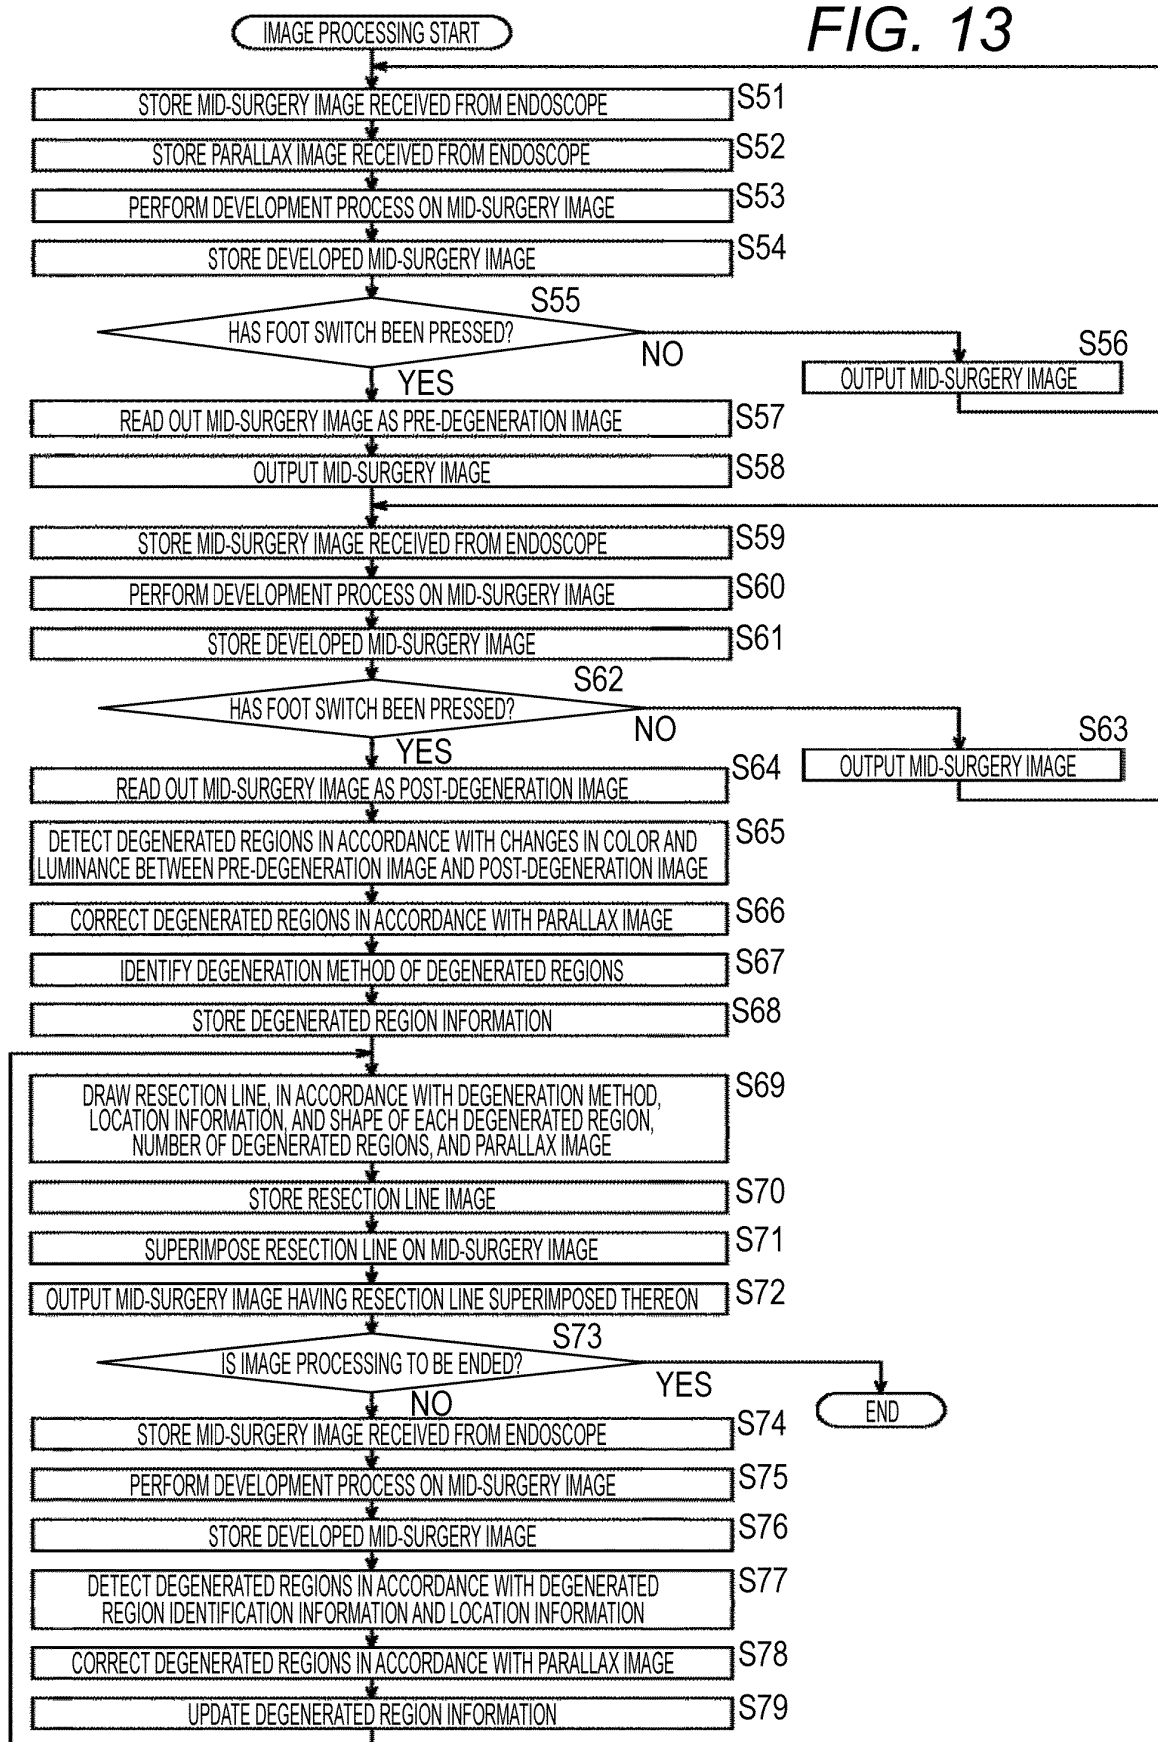 FIG. 13
IMAGE PROCESSING START
STORE MID-SURGERY IMAGE RECEIVED FROM ENDOSCOPE
S51
STORE PARALLAX IMAGE RECEIVED FROM ENDOSCOPE
S52
PERFORM DEVELOPMENT PROCESS ON MID-SURGERY IMAGE
S53
STORE DEVELOPED MID-SURGERY IMAGE
S54
S55
HAS FOOT SWITCH BEEN PRESSED?
NO
YES
S56
OUTPUT MID-SURGERY IMAGE
READ OUT MID-SURGERY IMAGE AS PRE-DEGENERATION IMAGE
S57
OUTPUT MID-SURGERY IMAGE
S58
STORE MID-SURGERY IMAGE RECEIVED FROM ENDOSCOPE
S59
PERFORM DEVELOPMENT PROCESS ON MID-SURGERY IMAGE
S60
STORE DEVELOPED MID-SURGERY IMAGE
S61
S62
HAS FOOT SWITCH BEEN PRESSED?
NO
YES
S63
OUTPUT MID-SURGERY IMAGE
READ OUT MID-SURGERY IMAGE AS POST-DEGENERATION IMAGE
S64
DETECT DEGENERATED REGIONS IN ACCORDANCE WITH CHANGES IN COLOR AND
LUMINANCE BETWEEN PRE-DEGENERATION IMAGE AND POST-DEGENERATION IMAGE
S65
CORRECT DEGENERATED REGIONS IN ACCORDANCE WITH PARALLAX IMAGE
S66
IDENTIFY DEGENERATION METHOD OF DEGENERATED REGIONS
S67
STORE DEGENERATED REGION INFORMATION
S68
DRAW RESECTION LINE, IN ACCORDANCE WITH DEGENERATION METHOD,
LOCATION INFORMATION, AND SHAPE OF EACH DEGENERATED REGION,
NUMBER OF DEGENERATED REGIONS, AND PARALLAX IMAGE
S69
STORE RESECTION LINE IMAGE
S70
SUPERIMPOSE RESECTION LINE ON MID-SURGERY IMAGE
S71
OUTPUT MID-SURGERY IMAGE HAVING RESECTION LINE SUPERIMPOSED THEREON
S72
S73
IS IMAGE PROCESSING TO BE ENDED?
YES
NO
END
STORE MID-SURGERY IMAGE RECEIVED FROM ENDOSCOPE
S74
PERFORM DEVELOPMENT PROCESS ON MID-SURGERY IMAGE
S75
STORE DEVELOPED MID-SURGERY IMAGE
S76
DETECT DEGENERATED REGIONS IN ACCORDANCE WITH DEGENERATED
REGION IDENTIFICATION INFORMATION AND LOCATION INFORMATION
S77
CORRECT DEGENERATED REGIONS IN ACCORDANCE WITH PARALLAX IMAGE
S78
UPDATE DEGENERATED REGION INFORMATION
S79